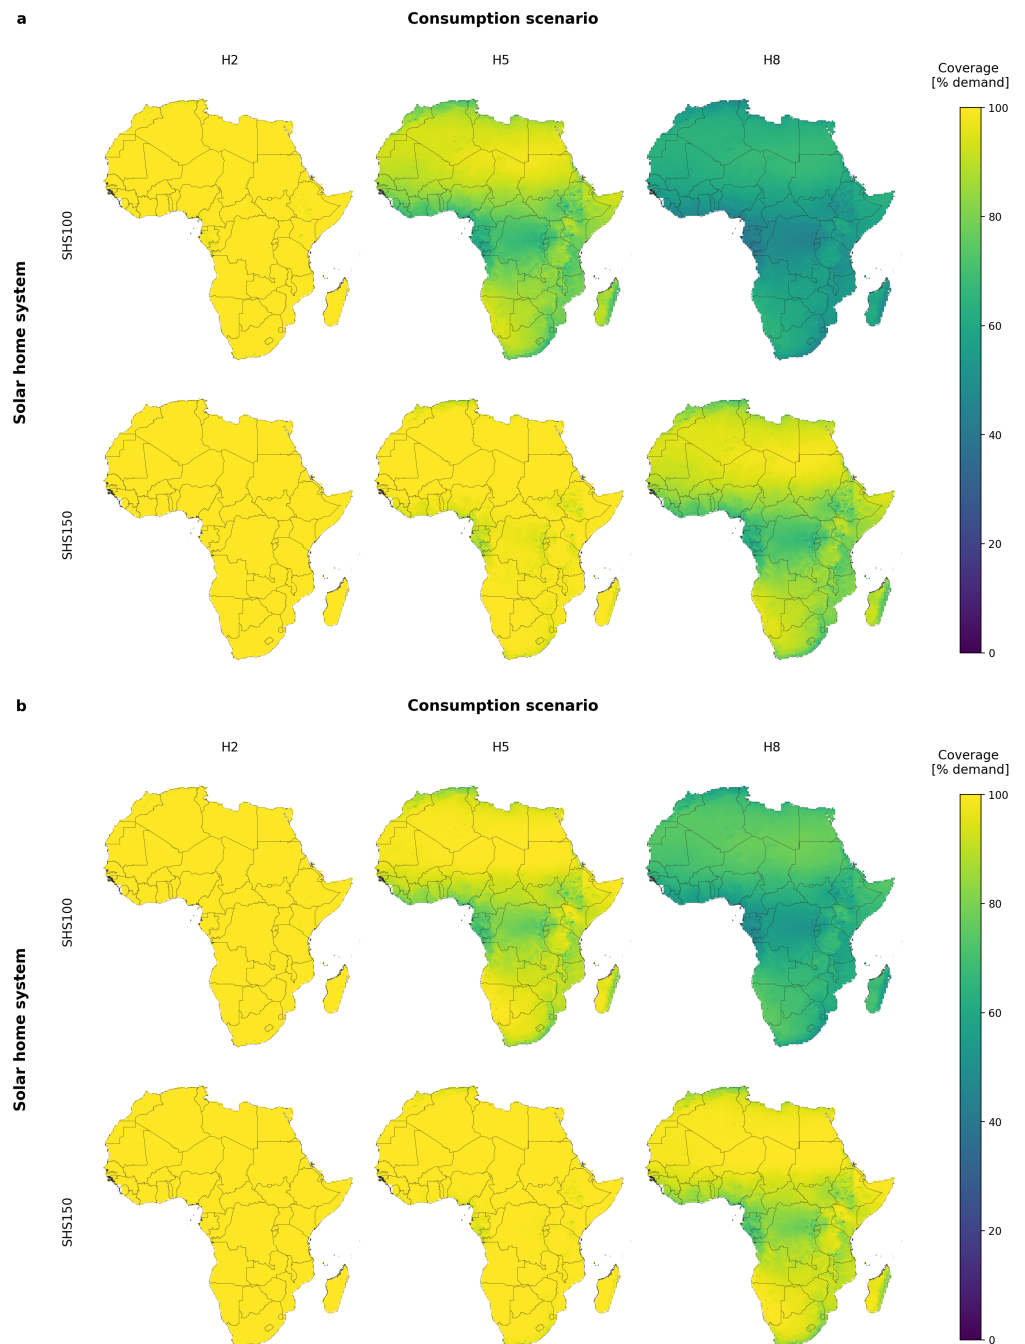 a
Consumption scenario
H2
H5
H8
Coverage
[% demand]
100
80
60
40
20
0
Solar home system
SHS100
SHS150
b
Consumption scenario
H2
H5
H8
Coverage
[% demand]
100
80
60
40
20
0
Solar home system
SHS100
SHS150